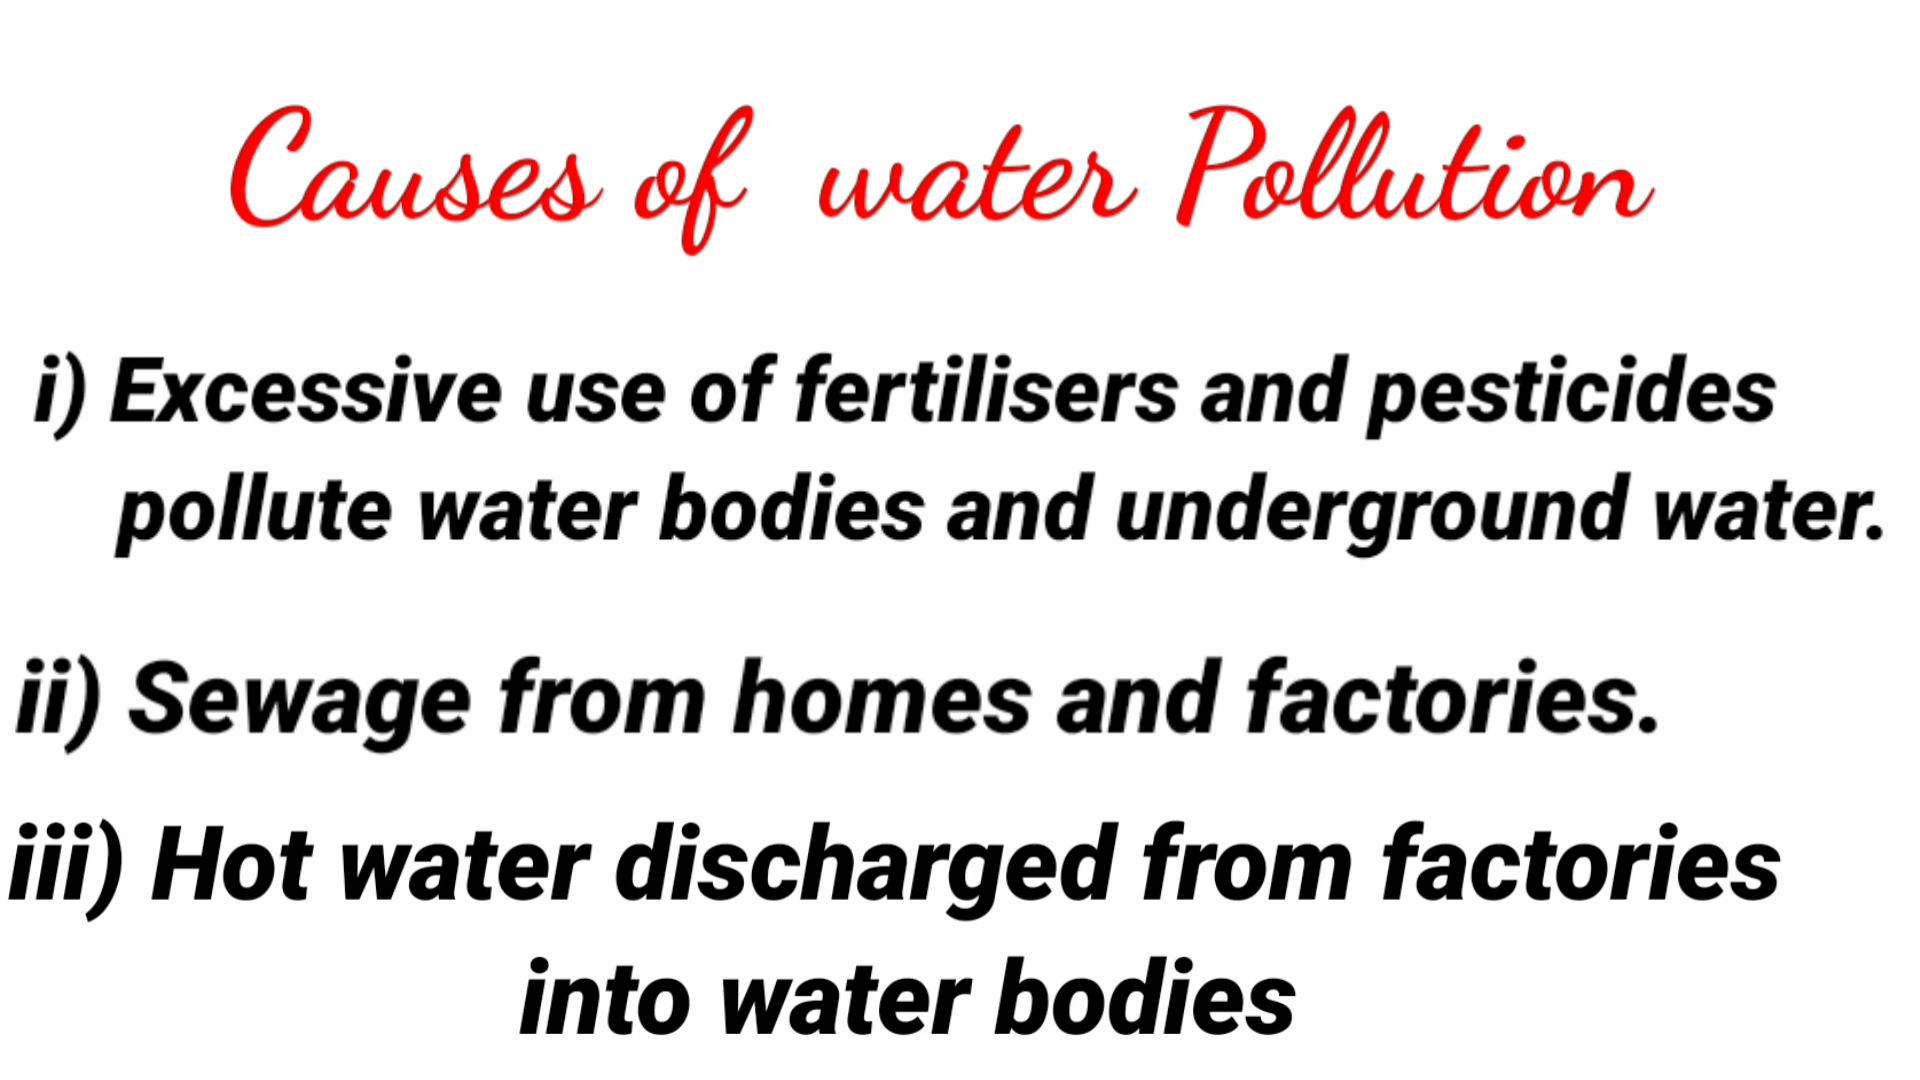 Causes of water Pollution
i) Excessive use of fertilisers and pesticides
pollute water bodies and underground water.
ii) Sewage from homes and factories.
iii) Hot water discharged from factories
into water bodies